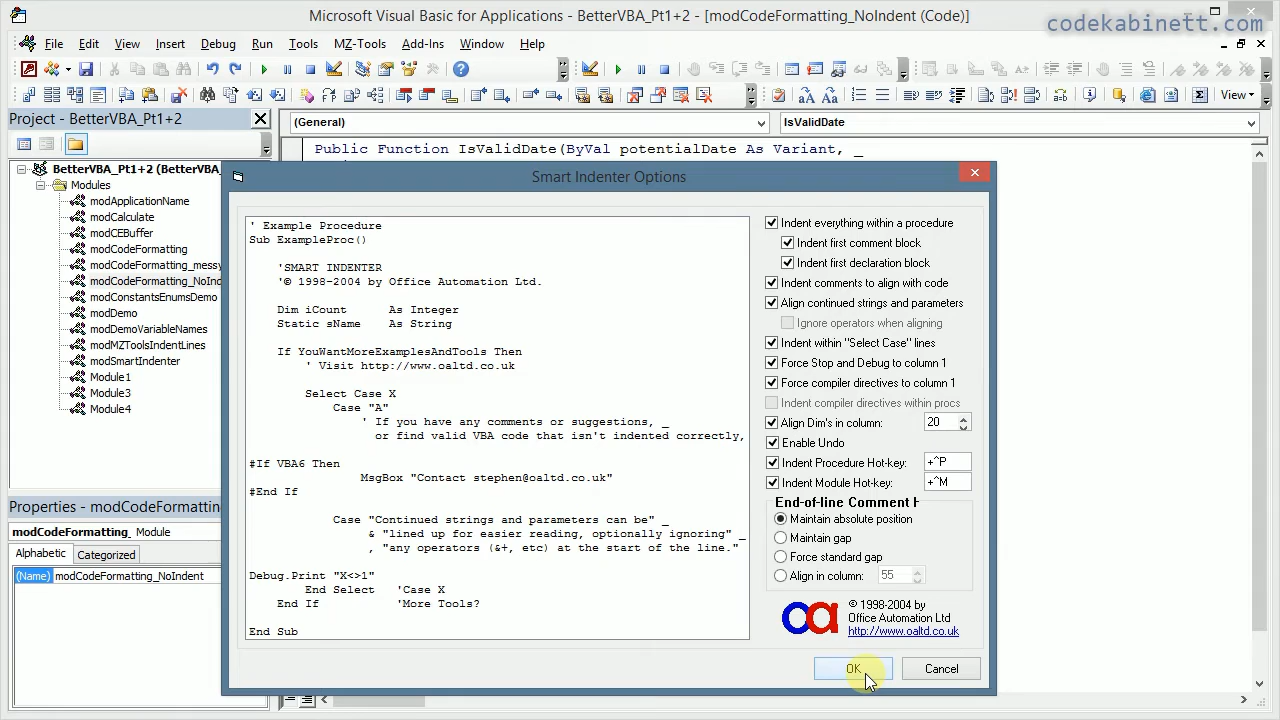 Microsoft Visual Basic for Applications - BetterVBA_Pt1+2 - [modCodeFormatting_NoIndent (Code)]
codekabinett.com
File Edit View Insert Debug Run Tools MZ-Tools Add-Ins Window Help
View
Project - BetterVBA_Pt1+2
(General)
IsValidDate
Public Function IsValidDate(ByVal potentialDate As Variant, _
BetterVBA_Pt1+2 (BetterVBA_
Modules
modApplicationName
modCalculate
modCEBuffer
modCodeFormatting
modCodeFormatting_messy
modCodeFormatting_NoInd
modConstantsEnumsDemo
modDemo
modDemoVariableNames
modMZToolsIndentLines
modSmartIndenter
Module1
Module3
Module4
Properties - modCodeFormatting
modCodeFormatting_ Module
Alphabetic Categorized
(Name) modCodeFormatting_NoIndent
Smart Indenter Options
' Example Procedure
Sub ExampleProc()
'SMART INDENTER
'© 1998-2004 by Office Automation Ltd.
Dim iCount As Integer
Static sName As String
If YouWantMoreExamplesAndTools Then
' Visit http://www.oaltd.co.uk
Select Case X
Case "A"
' If you have any comments or suggestions, _
or find valid VBA code that isn't indented correctly,
#If VBA6 Then
MsgBox "Contact stephen@oaltd.co.uk"
#End If
Case "Continued strings and parameters can be" _
& "lined up for easier reading, optionally ignoring" _
, "any operators (&+, etc) at the start of the line."
Debug.Print "X<>1"
End Select 'Case X
End If 'More Tools?
End Sub
Indent everything within a procedure
Indent first comment block
Indent first declaration block
Indent comments to align with code
Align continued strings and parameters
Ignore operators when aligning
Indent within "Select Case" lines
Force Stop and Debug to column 1
Force compiler directives to column 1
Indent compiler directives within procs
Align Dim's in column: 20
Enable Undo
Indent Procedure Hot-key: +^P
Indent Module Hot-key: +^M
End-of-line Comment H
Maintain absolute position
Maintain gap
Force standard gap
Align in column: 55
oa
© 1998-2004 by
Office Automation Ltd
http://www.oaltd.co.uk
OK Cancel